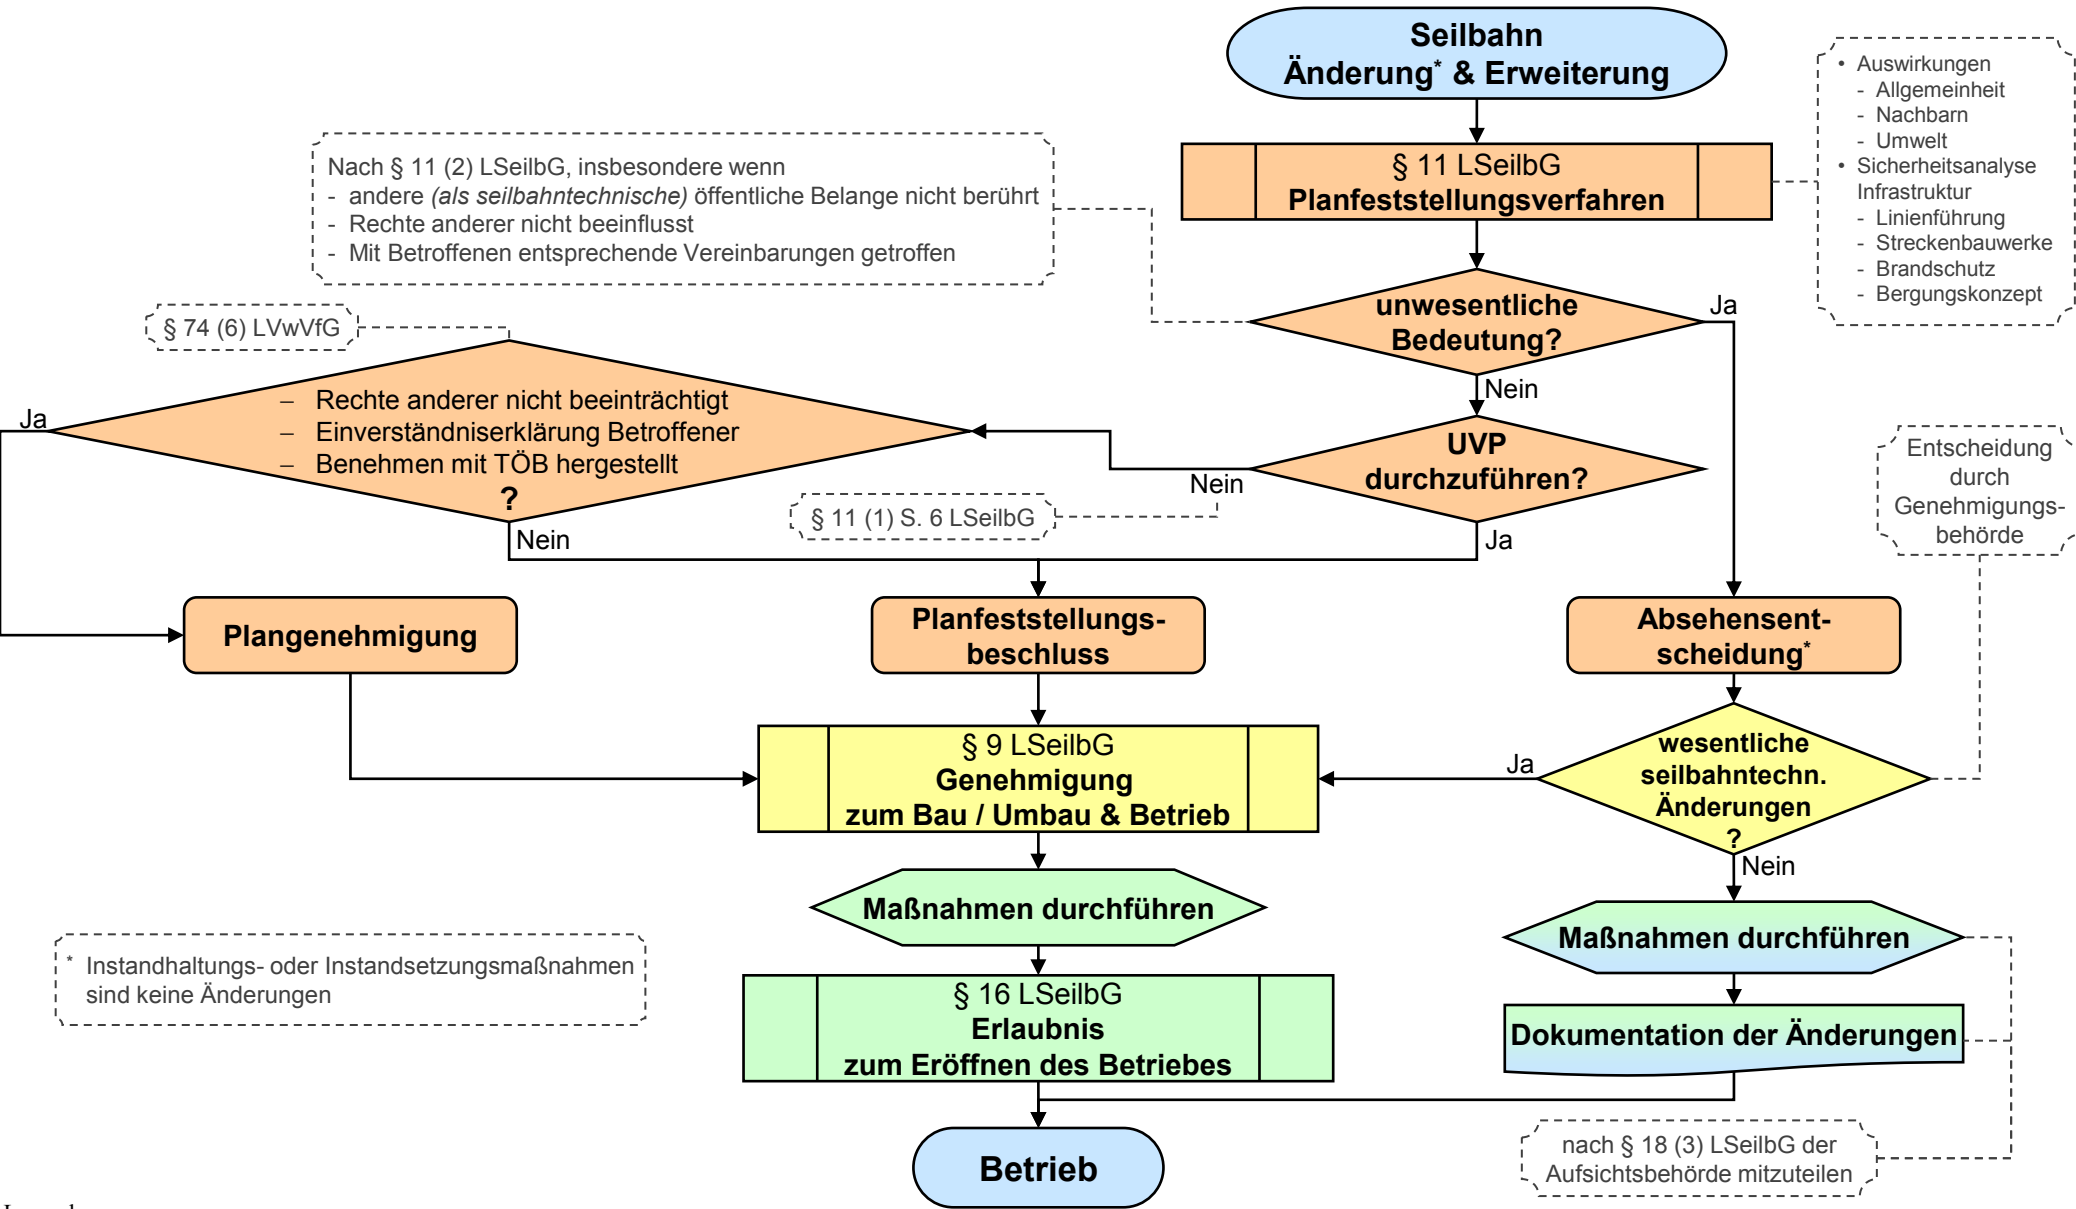 Seilbahn
Änderung* & Erweiterung
• Auswirkungen
- Allgemeinheit
- Nachbarn
- Umwelt
• Sicherheitsanalyse
Infrastruktur
- Linienführung
- Streckenbauwerke
- Brandschutz
- Bergungskonzept
§ 11 LSeilbG
Planfeststellungsverfahren
Nach § 11 (2) LSeilbG, insbesondere wenn
- andere (als seilbahntechnische) öffentliche Belange nicht berührt
- Rechte anderer nicht beeinflusst
- Mit Betroffenen entsprechende Vereinbarungen getroffen
unwesentliche
Bedeutung?
Ja
Nein
§ 74 (6) LVwVfG
– Rechte anderer nicht beeinträchtigt
– Einverständniserklärung Betroffener
– Benehmen mit TÖB hergestellt
?
Ja
Nein
UVP
durchzuführen?
Nein
Ja
§ 11 (1) S. 6 LSeilbG
Entscheidung
durch
Genehmigungs-
behörde
Plangenehmigung
Planfeststellungs-
beschluss
Absehensent-
scheidung*
§ 9 LSeilbG
Genehmigung
zum Bau / Umbau & Betrieb
Ja
wesentliche
seilbahntechn.
Änderungen
?
Nein
Maßnahmen durchführen
Maßnahmen durchführen
* Instandhaltungs- oder Instandsetzungsmaßnahmen
sind keine Änderungen
§ 16 LSeilbG
Erlaubnis
zum Eröffnen des Betriebes
Dokumentation der Änderungen
Betrieb
nach § 18 (3) LSeilbG der
Aufsichtsbehörde mitzuteilen